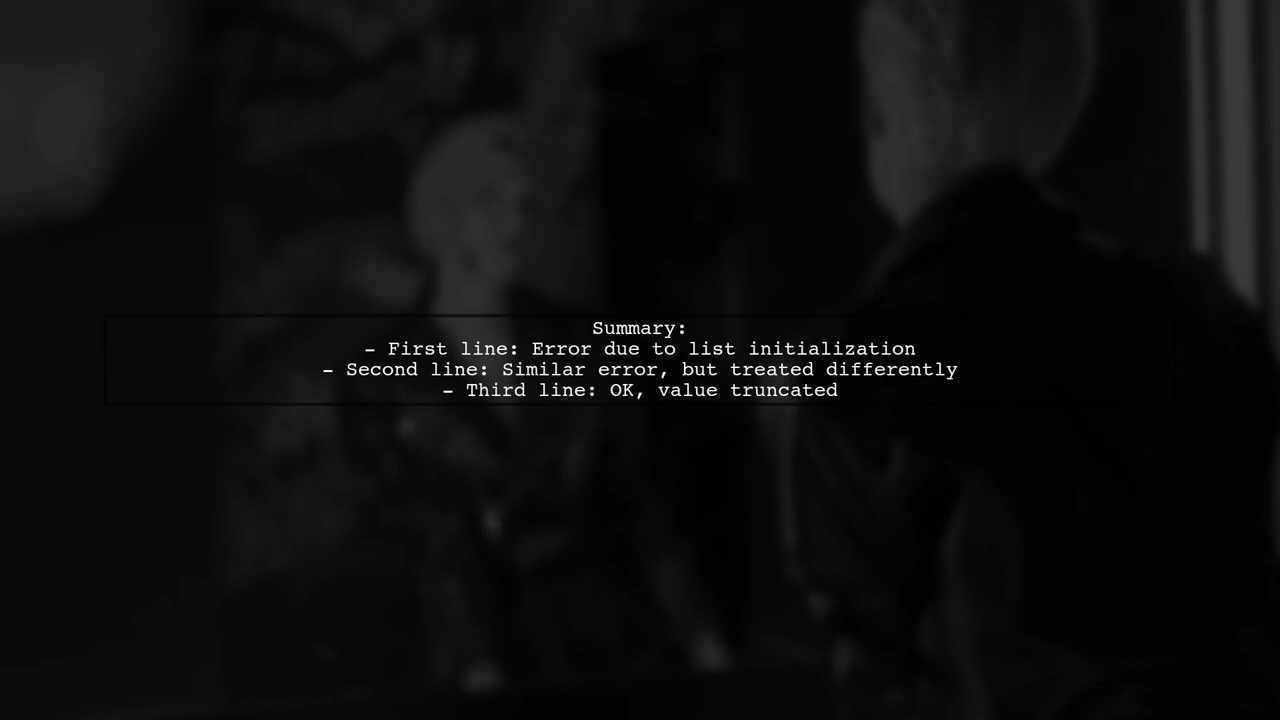 Summary:
- First line: Error due to list initialization
- Second line: Similar error, but treated differently
- Third line: OK, value truncated